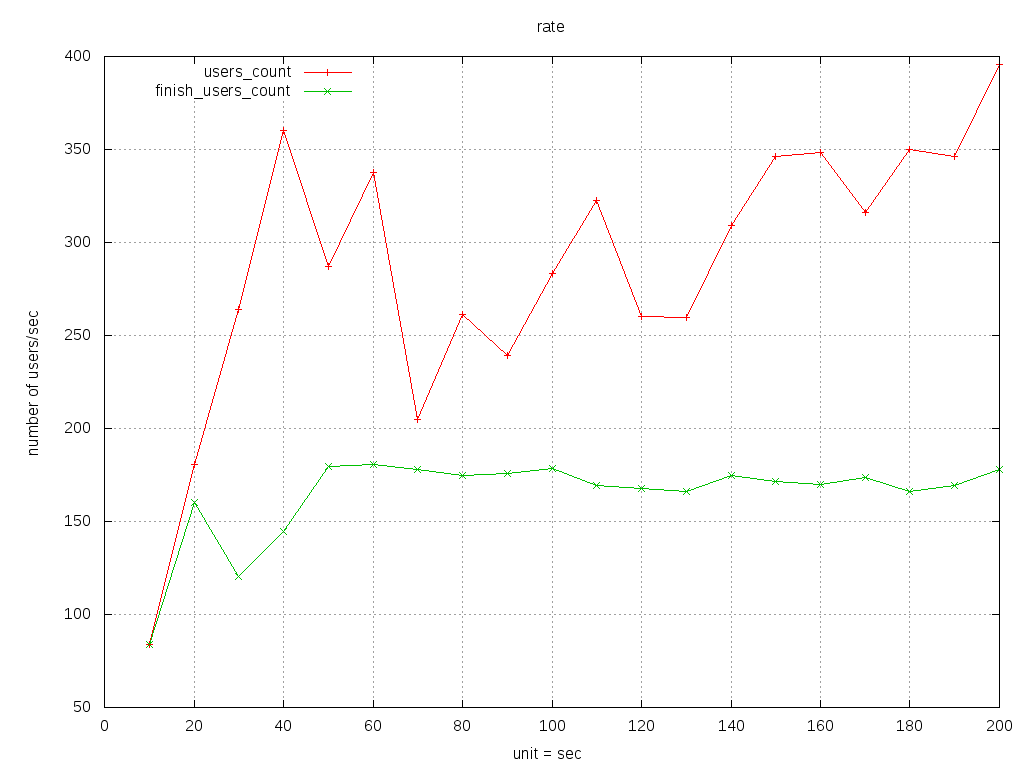 rate
users_count
finish_users_count
400
350
300
250
200
150
100
50
number of users/sec
0 20 40 60 80 100 120 140 160 180 200
unit = sec